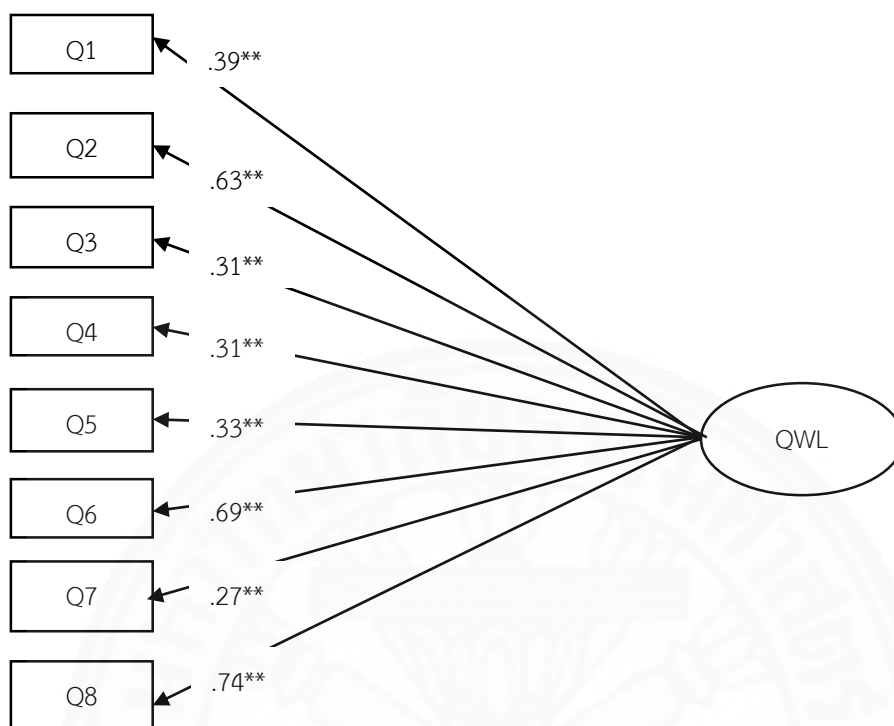 Q1
.39**
Q2
.63**
Q3
.31**
Q4
.31**
Q5
.33**
QWL
Q6
.69**
Q7
.27**
Q8
.74**